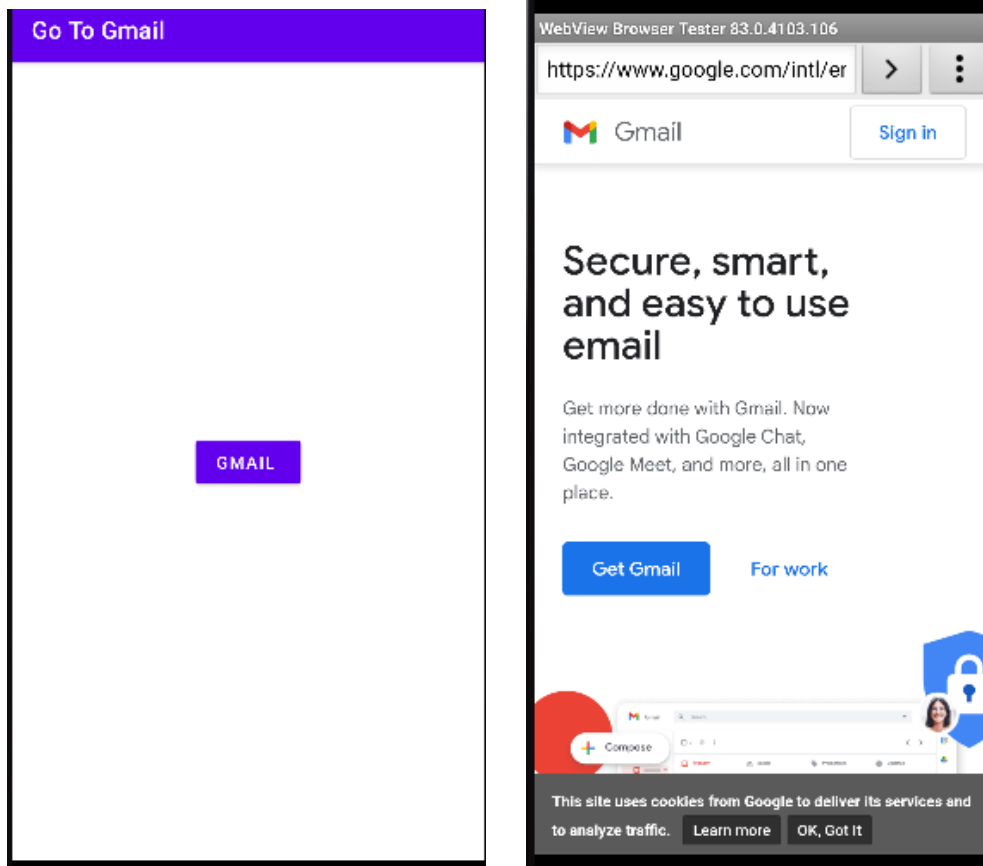 Go To Gmail
GMAIL
WebView Browser Tester 83.0.4103.106
https://www.google.com/intl/er
Gmail
Sign in
Secure, smart,
and easy to use
email
Get more done with Gmail. Now
integrated with Google Chat,
Google Meet, and more, all in one
place.
Get Gmail
For work
Gmail
Compose
This site uses cookies from Google to deliver its services and
to analyze traffic. Learn more OK, Got It